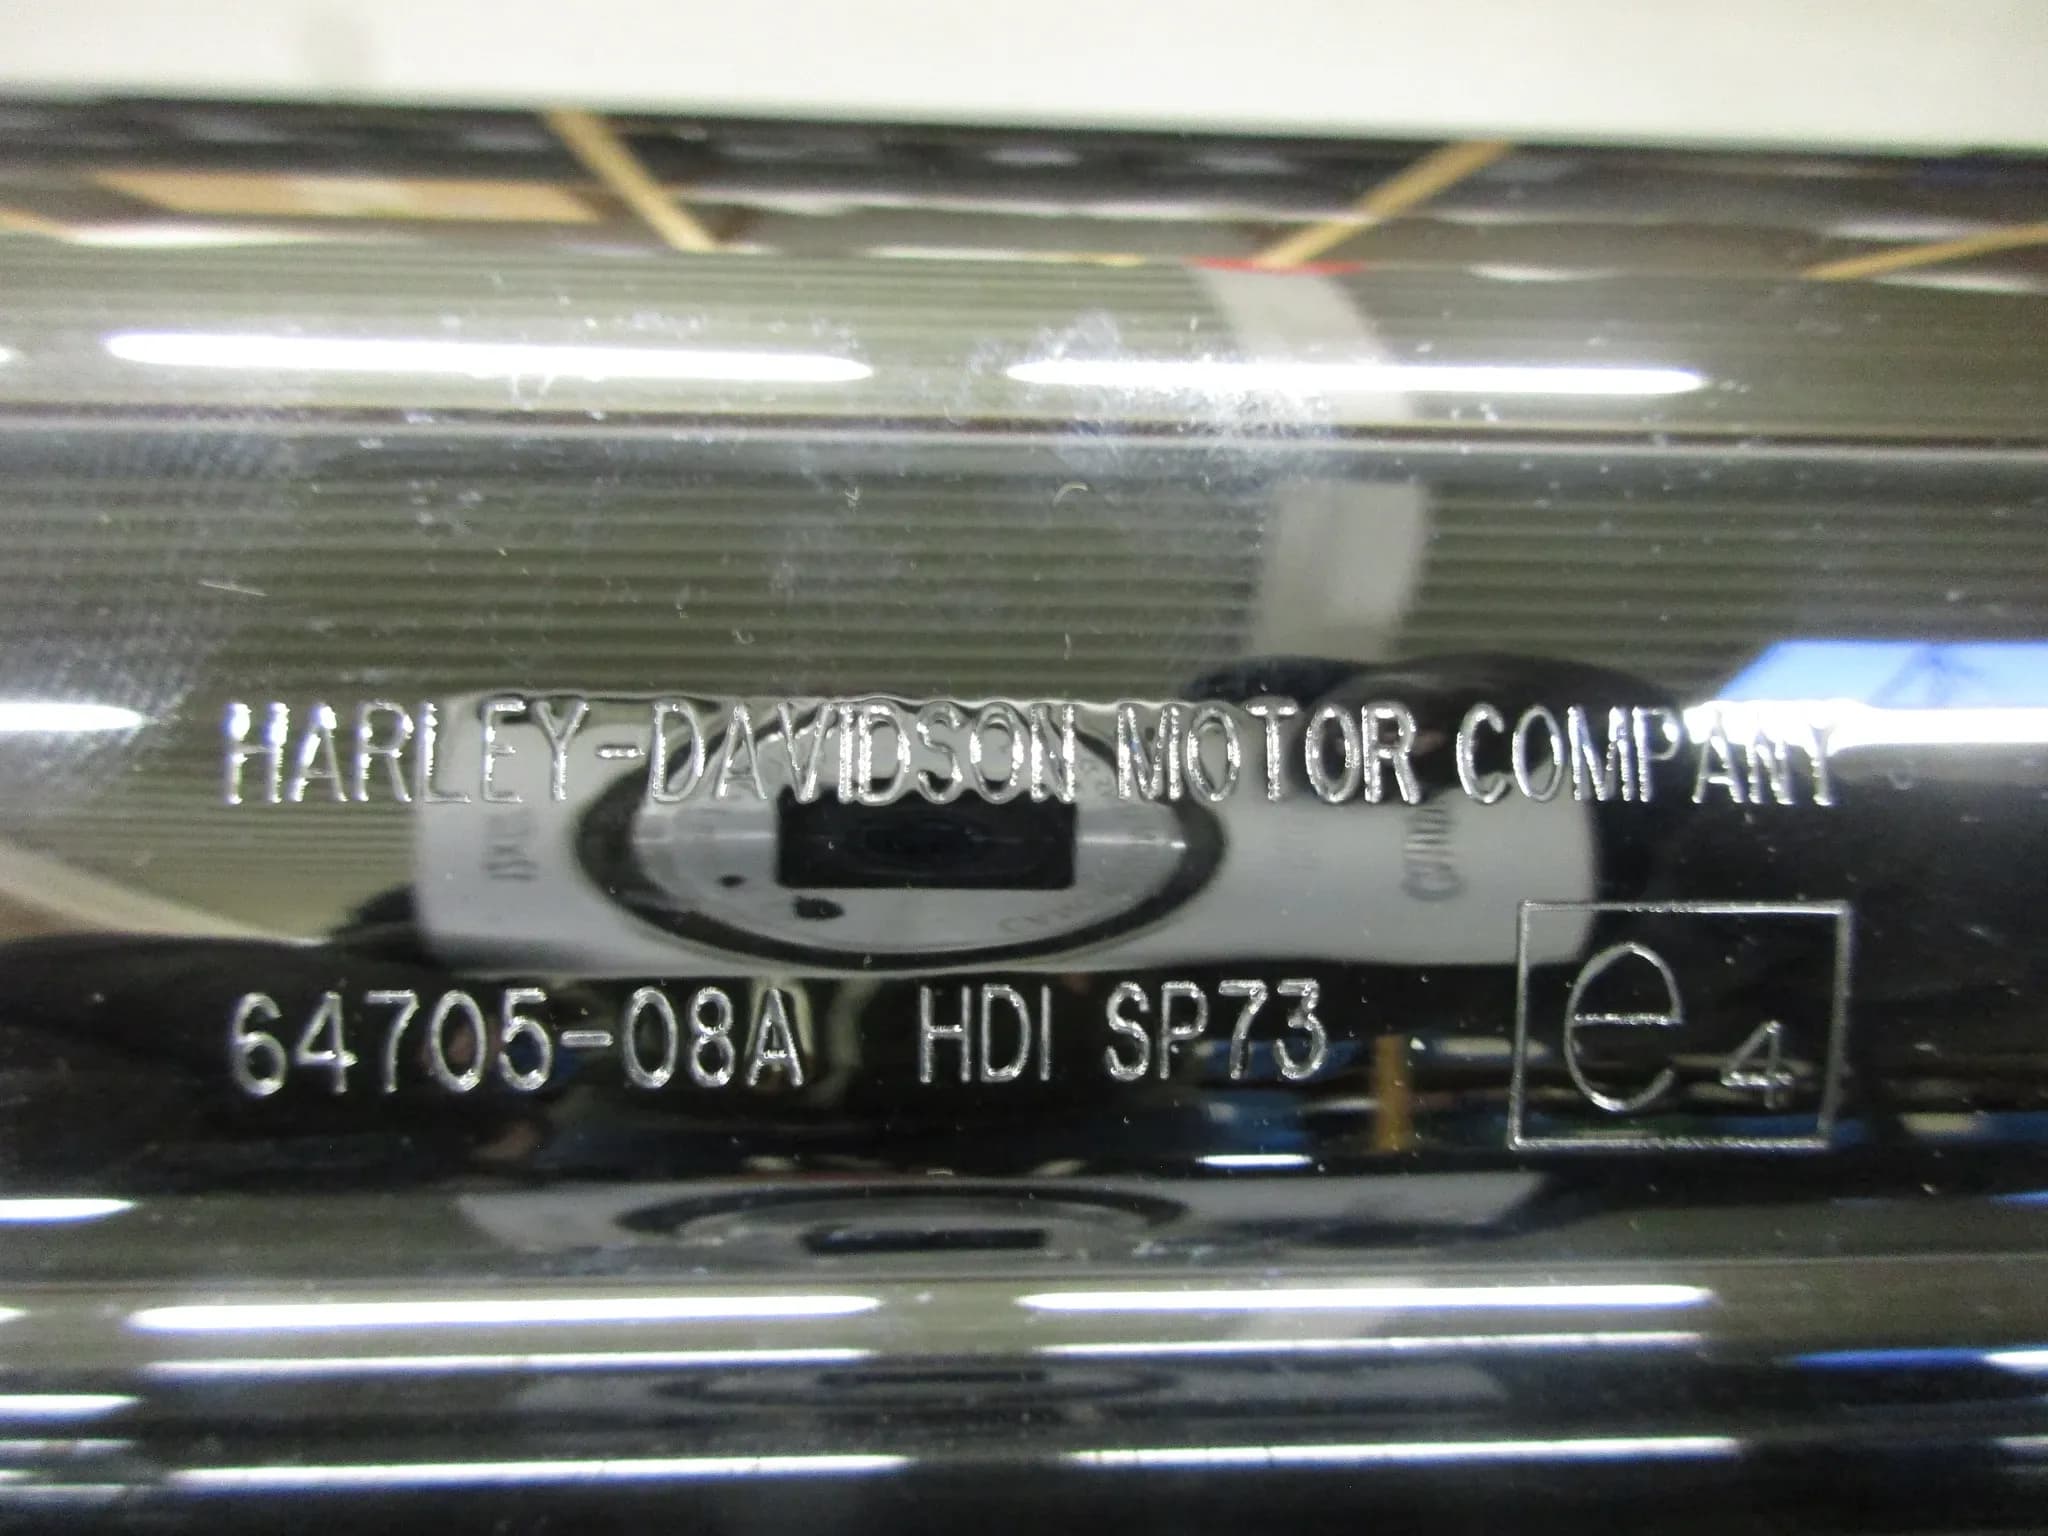 HARLEY-DAVIDSON MOTOR COMPANY
64705-08A HDI SP73 e4